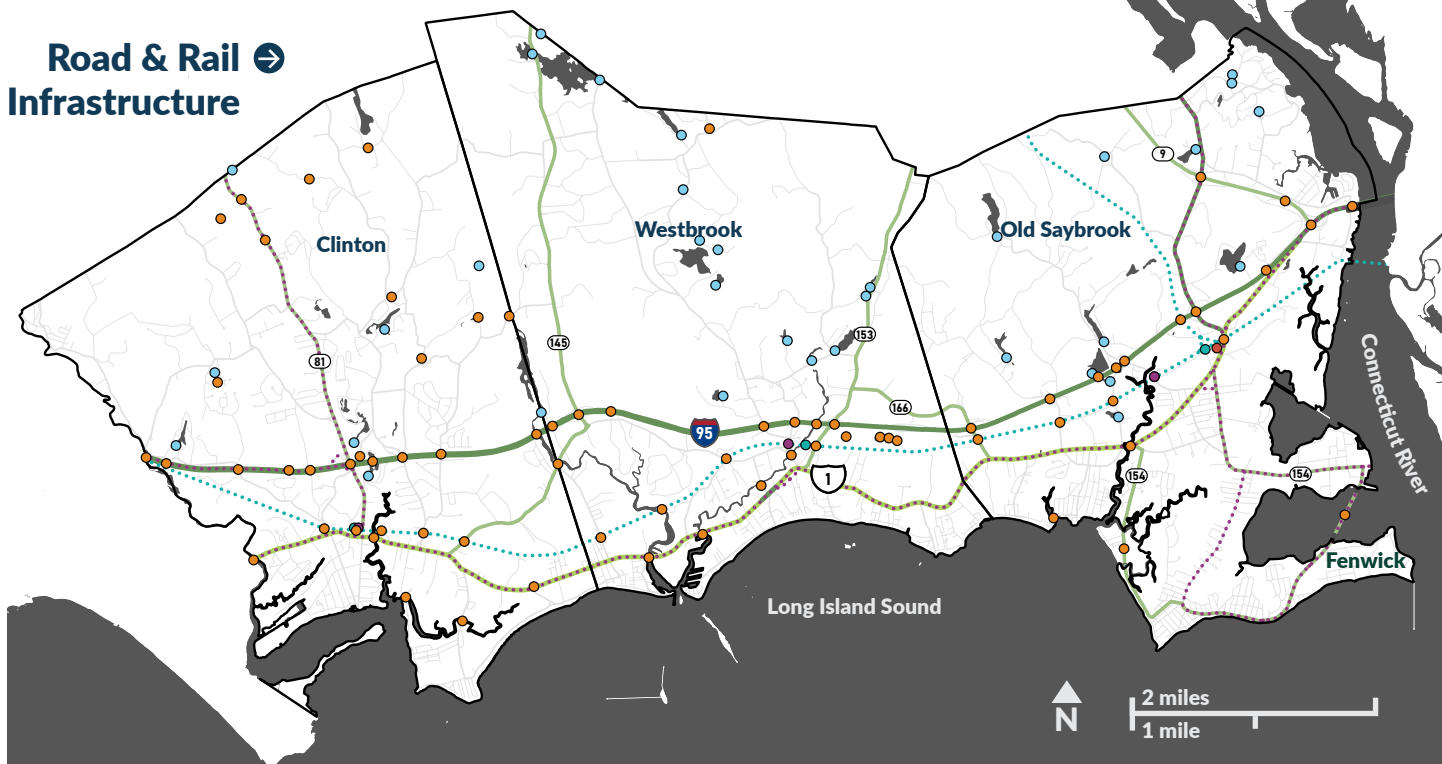 Road & Rail
Infrastructure
9
Westbrook
Old Saybrook
Clinton
145
153
81
Connecticut River
166
95
1
154
154
Fenwick
Long Island Sound
2 miles
N
1 mile